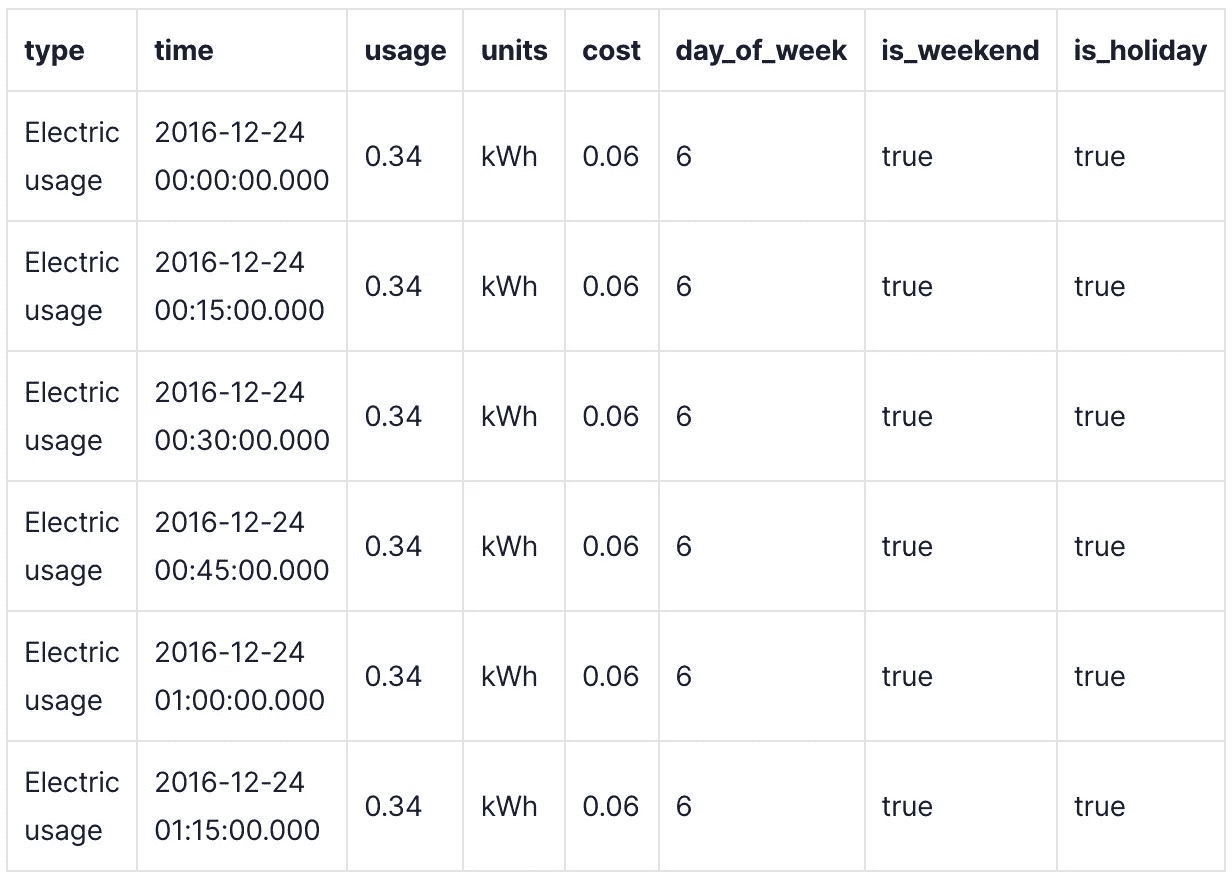 type time usage units cost day_of_week is_weekend is_holiday
Electric usage 2016-12-24 00:00:00.000 0.34 kWh 0.06 6 true true
Electric usage 2016-12-24 00:15:00.000 0.34 kWh 0.06 6 true true
Electric usage 2016-12-24 00:30:00.000 0.34 kWh 0.06 6 true true
Electric usage 2016-12-24 00:45:00.000 0.34 kWh 0.06 6 true true
Electric usage 2016-12-24 01:00:00.000 0.34 kWh 0.06 6 true true
Electric usage 2016-12-24 01:15:00.000 0.34 kWh 0.06 6 true true